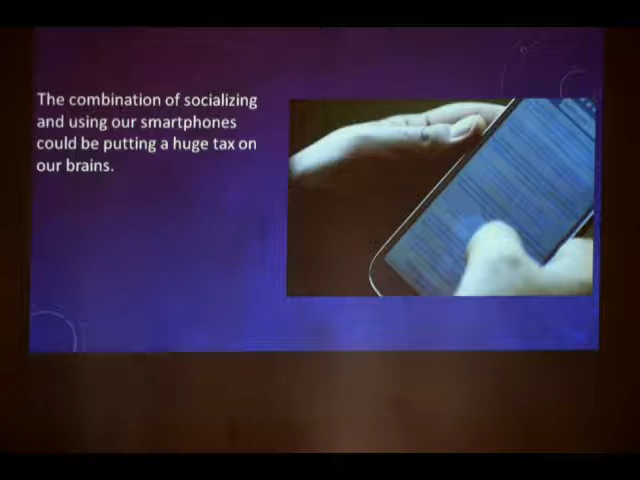 The combination of socializing
and using our smartphones
could be putting a huge tax on
our brains.